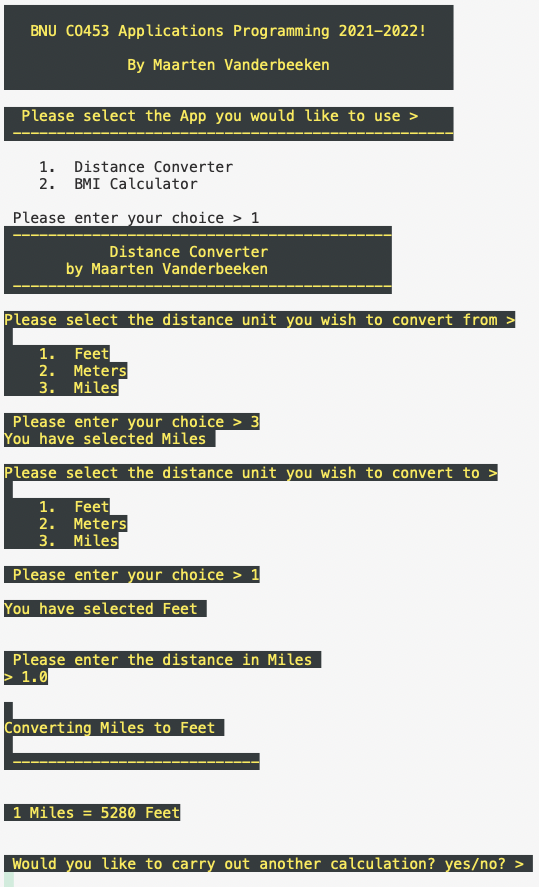 BNU CO453 Applications Programming 2021-2022!
By Maarten Vanderbeeken
Please select the App you would like to use >
--------------------------------------------------
1. Distance Converter
2. BMI Calculator
Please enter your choice > 1
-------------------------------------------
Distance Converter
by Maarten Vanderbeeken
-------------------------------------------
Please select the distance unit you wish to convert from >
1. Feet
2. Meters
3. Miles
Please enter your choice > 3
You have selected Miles
Please select the distance unit you wish to convert to >
1. Feet
2. Meters
3. Miles
Please enter your choice > 1
You have selected Feet
Please enter the distance in Miles
> 1.0
Converting Miles to Feet
----------------------------
1 Miles = 5280 Feet
Would you like to carry out another calculation? yes/no? >